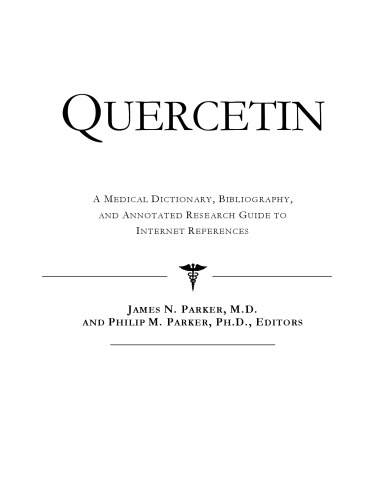 QUERCETIN
A MEDICAL DICTIONARY, BIBLIOGRAPHY,
AND ANNOTATED RESEARCH GUIDE TO
INTERNET REFERENCES
JAMES N. PARKER, M.D.
AND PHILIP M. PARKER, PH.D., EDITORS